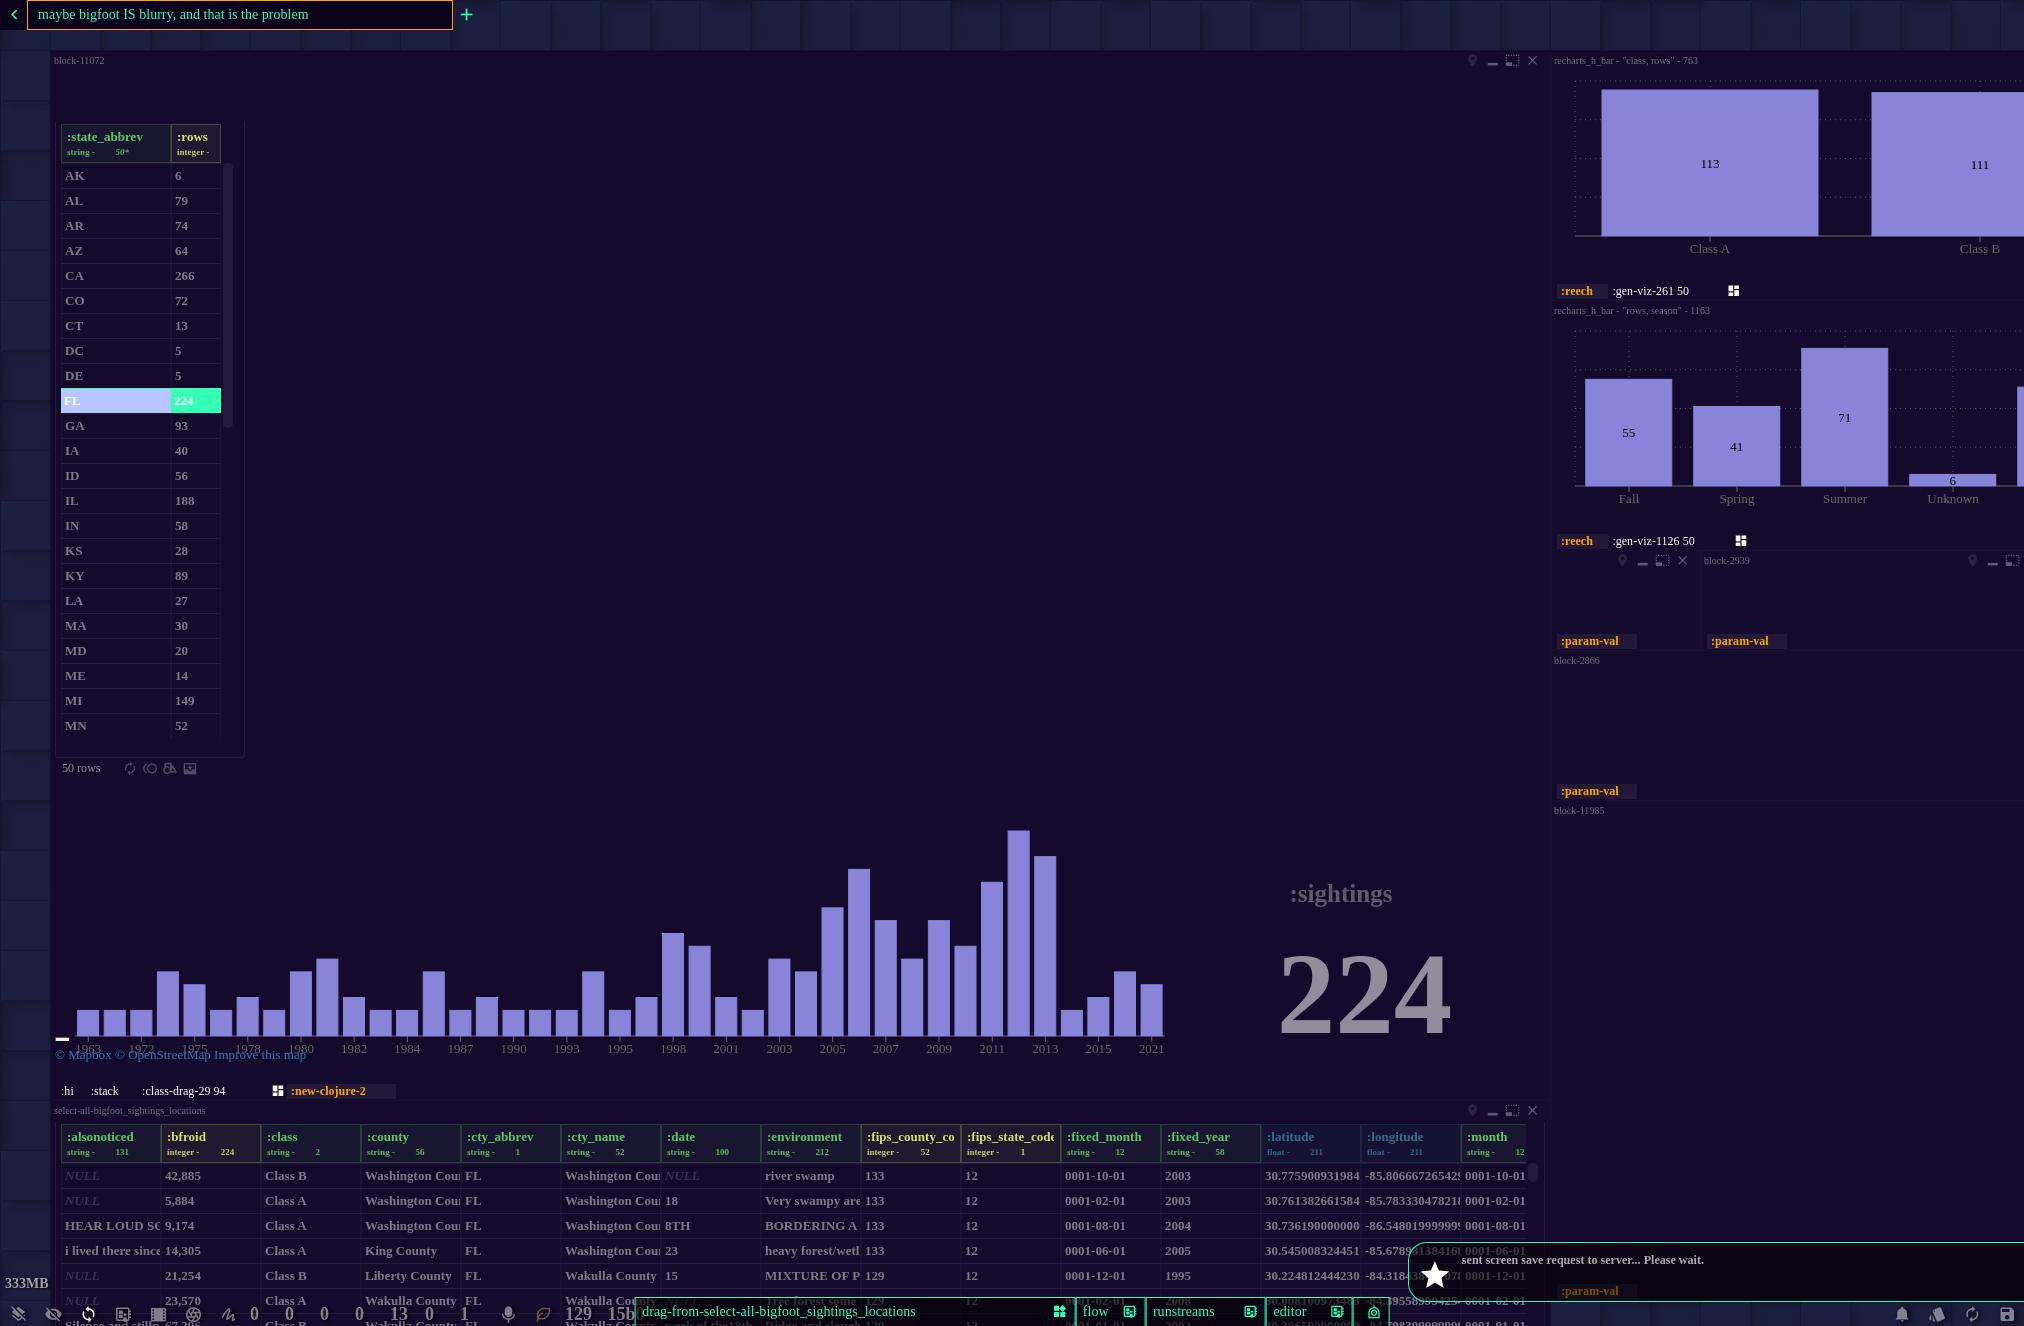 maybe bigfoot IS blurry, and that is the problem
block-11072
:state_abbrev :rows
string - 50* integer -
AK 6
AL 79
AR 74
AZ 64
CA 266
CO 72
CT 13
DC 5
DE 5
FL 224
GA 93
IA 40
ID 56
IL 188
IN 58
KS 28
KY 89
LA 27
MA 30
MD 20
ME 14
MI 149
MN 52
50 rows
:sightings
224
1963 1972 1975 1978 1980 1982 1984 1987 1990 1993 1995 1998 2001 2003 2005 2007 2009 2011 2013 2015 2021
© Mapbox © OpenStreetMap Improve this map
:hi :stack :class-drag-29 94 :new-clojure-2
recharts_h_bar - "class, rows" - 763
113 111
Class A Class B
:reech :gen-viz-261 50
recharts_h_bar - "rows, season" - 1163
55 41 71 6
Fall Spring Summer Unknown
:reech :gen-viz-1126 50
block-2939
:param-val :param-val
block-2866
:param-val
block-11985
select-all-bigfoot_sightings_locations
:alsonoticed :bfroid :class :county :cty_abbrev :cty_name :date :environment :fips_county_co :fips_state_code :fixed_month :fixed_year :latitude :longitude :month
string - 131 integer - 224 string - 2 string - 56 string - 1 string - 52 string - 100 string - 212 integer - 52 integer - 1 string - 12 string - 58 float - 211 float - 211 string - 12
NULL 42,885 Class B Washington Cou FL Washington Cou NULL river swamp 133 12 0001-10-01 2003 30.775900931984 -85.80666726542 0001-10-01
NULL 5,884 Class A Washington Cou FL Washington Cou 18 Very swampy are 133 12 0001-02-01 2003 30.761382661584 -85.78333047821 0001-02-01
HEAR LOUD SC 9,174 Class A Washington Cou FL Washington Cou 8TH BORDERING A 133 12 0001-08-01 2004 30.736190000000 -86.54801999999 0001-08-01
i lived there since 14,305 Class A King County FL Washington Cou 23 heavy forest/wetl 133 12 0001-06-01 2005 30.545008324451 0001-06-01
NULL 21,254 Class B Liberty County FL Wakulla County 15 MIXTURE OF P 129 12 0001-12-01 1995 30.224812444230 0001-12-01
NULL 23,570 Class A Wakulla County FL Wakulla Cou
sent screen save request to server... Please wait.
:param-val
333MB
0 0 0 0 13 0 1 129 15b
drag-from-select-all-bigfoot_sightings_locations flow runstreams editor